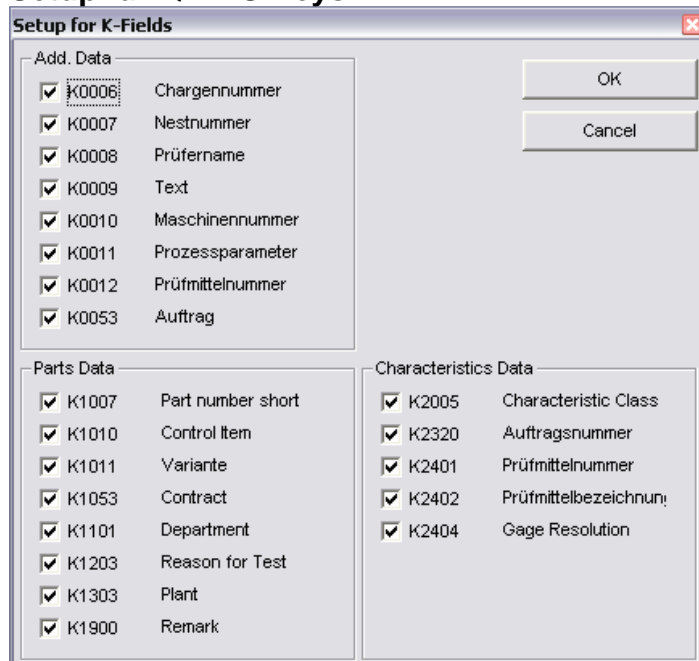 Setup for K-Fields
Add. Data
K0006 Chargennummer
K0007 Nestnummer
K0008 Prüfername
K0009 Text
K0010 Maschinennummer
K0011 Prozessparameter
K0012 Prüfmittelnummer
K0053 Auftrag
OK
Cancel
Parts Data
K1007 Part number short
K1010 Control Item
K1011 Variante
K1053 Contract
K1101 Department
K1203 Reason for Test
K1303 Plant
K1900 Remark
Characteristics Data
K2005 Characteristic Class
K2320 Auftragsnummer
K2401 Prüfmittelnummer
K2402 Prüfmittelbezeichnun
K2404 Gage Resolution